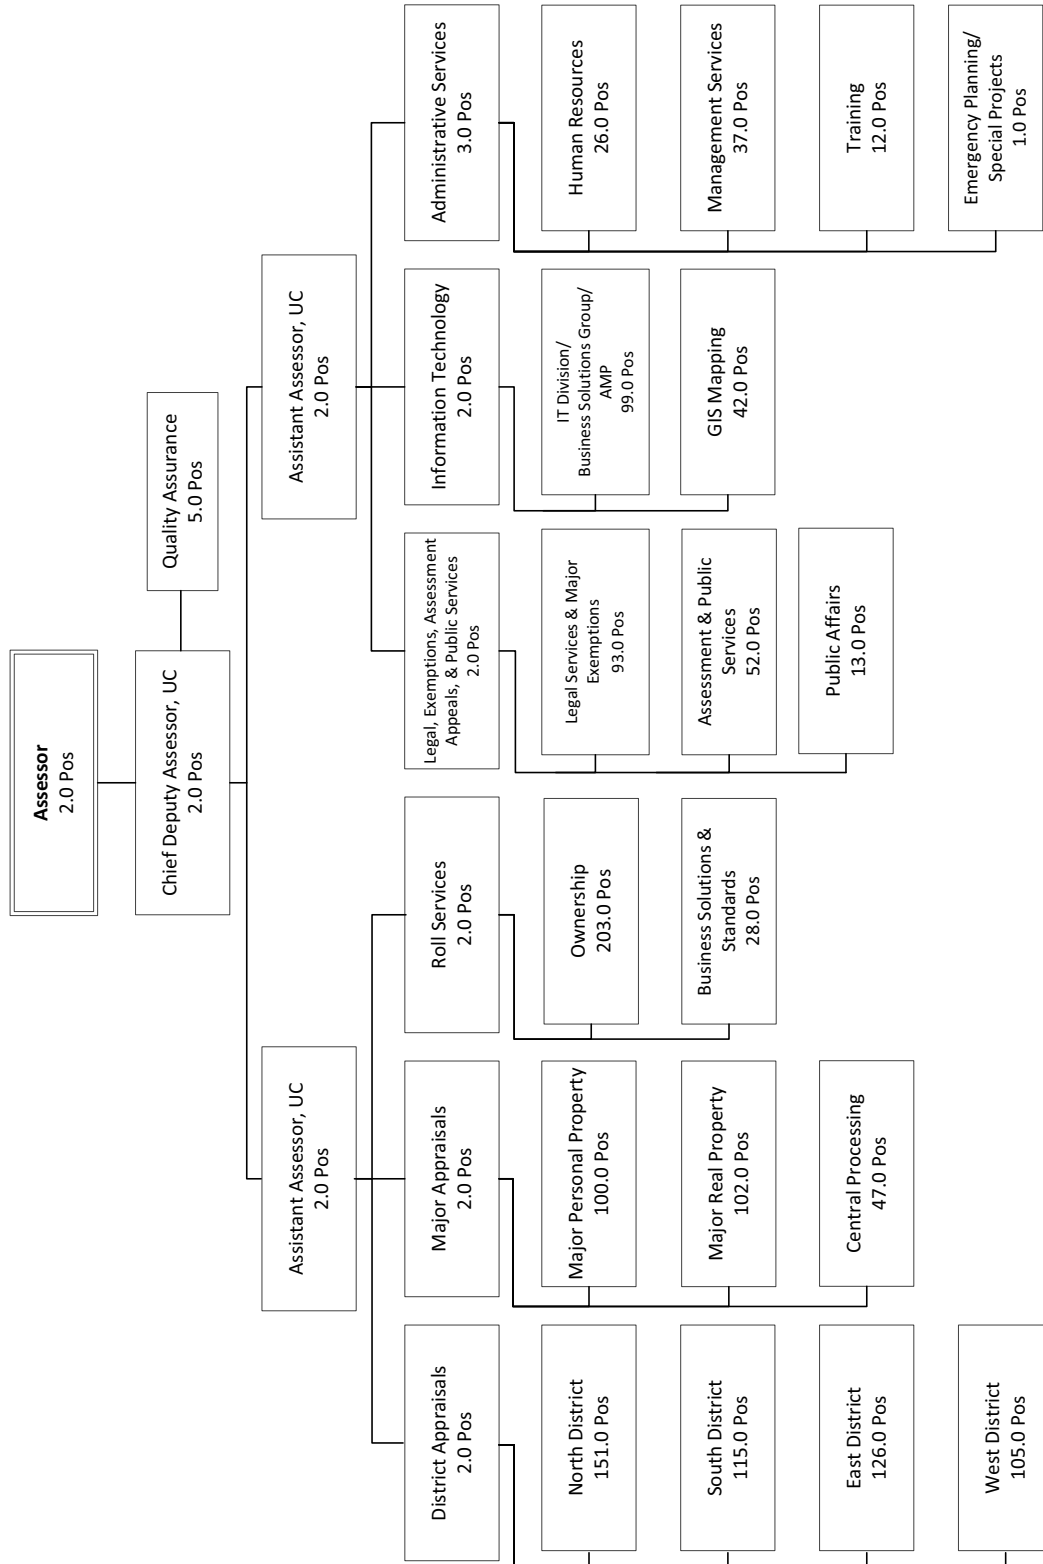 Assessor
2.0 Pos
Chief Deputy Assessor, UC
2.0 Pos
Quality Assurance
5.0 Pos
Assistant Assessor, UC
2.0 Pos
Assistant Assessor, UC
2.0 Pos
District Appraisals
2.0 Pos
Major Appraisals
2.0 Pos
Roll Services
2.0 Pos
Legal, Exemptions, Assessment
Appeals, & Public Services
2.0 Pos
Information Technology
2.0 Pos
Administrative Services
3.0 Pos
North District
151.0 Pos
Major Personal Property
100.0 Pos
Ownership
203.0 Pos
Legal Services & Major
Exemptions
93.0 Pos
IT Division/
Business Solutions Group/
AMP
99.0 Pos
Human Resources
26.0 Pos
South District
115.0 Pos
Major Real Property
102.0 Pos
Business Solutions &
Standards
28.0 Pos
Assessment & Public
Services
52.0 Pos
GIS Mapping
42.0 Pos
Management Services
37.0 Pos
East District
126.0 Pos
Central Processing
47.0 Pos
Public Affairs
13.0 Pos
Training
12.0 Pos
West District
105.0 Pos
Emergency Planning/
Special Projects
1.0 Pos